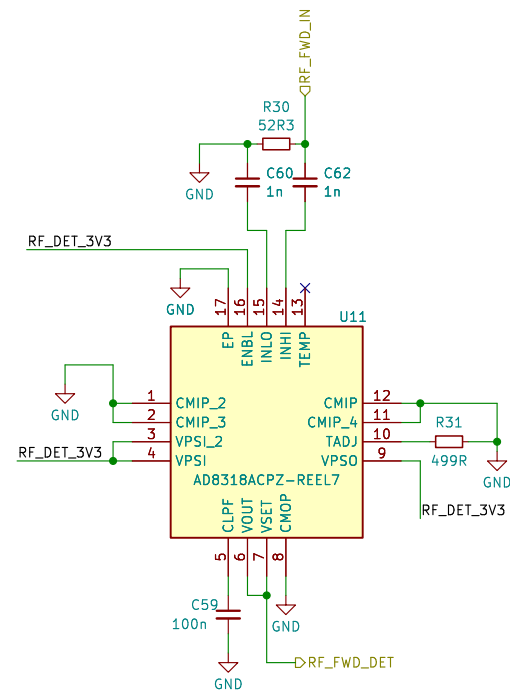 RF_FWD_IN
R30
52R3
C60
1n
C62
1n
GND
RF_DET_3V3
GND
17
16
15
14
13
U11
EP
ENBL
INLO
INHI
TEMP
GND
1
CMIP_2
CMIP
12
2
CMIP_3
CMIP_4
11
RF_DET_3V3
3
VPSI_2
TADJ
10
R31
499R
4
VPSI
VPSO
9
GND
AD8318ACPZ-REEL7
RF_DET_3V3
CLPF
VOUT
VSET
CMOP
5
6
7
8
C59
100n
GND
RF_FWD_DET
GND